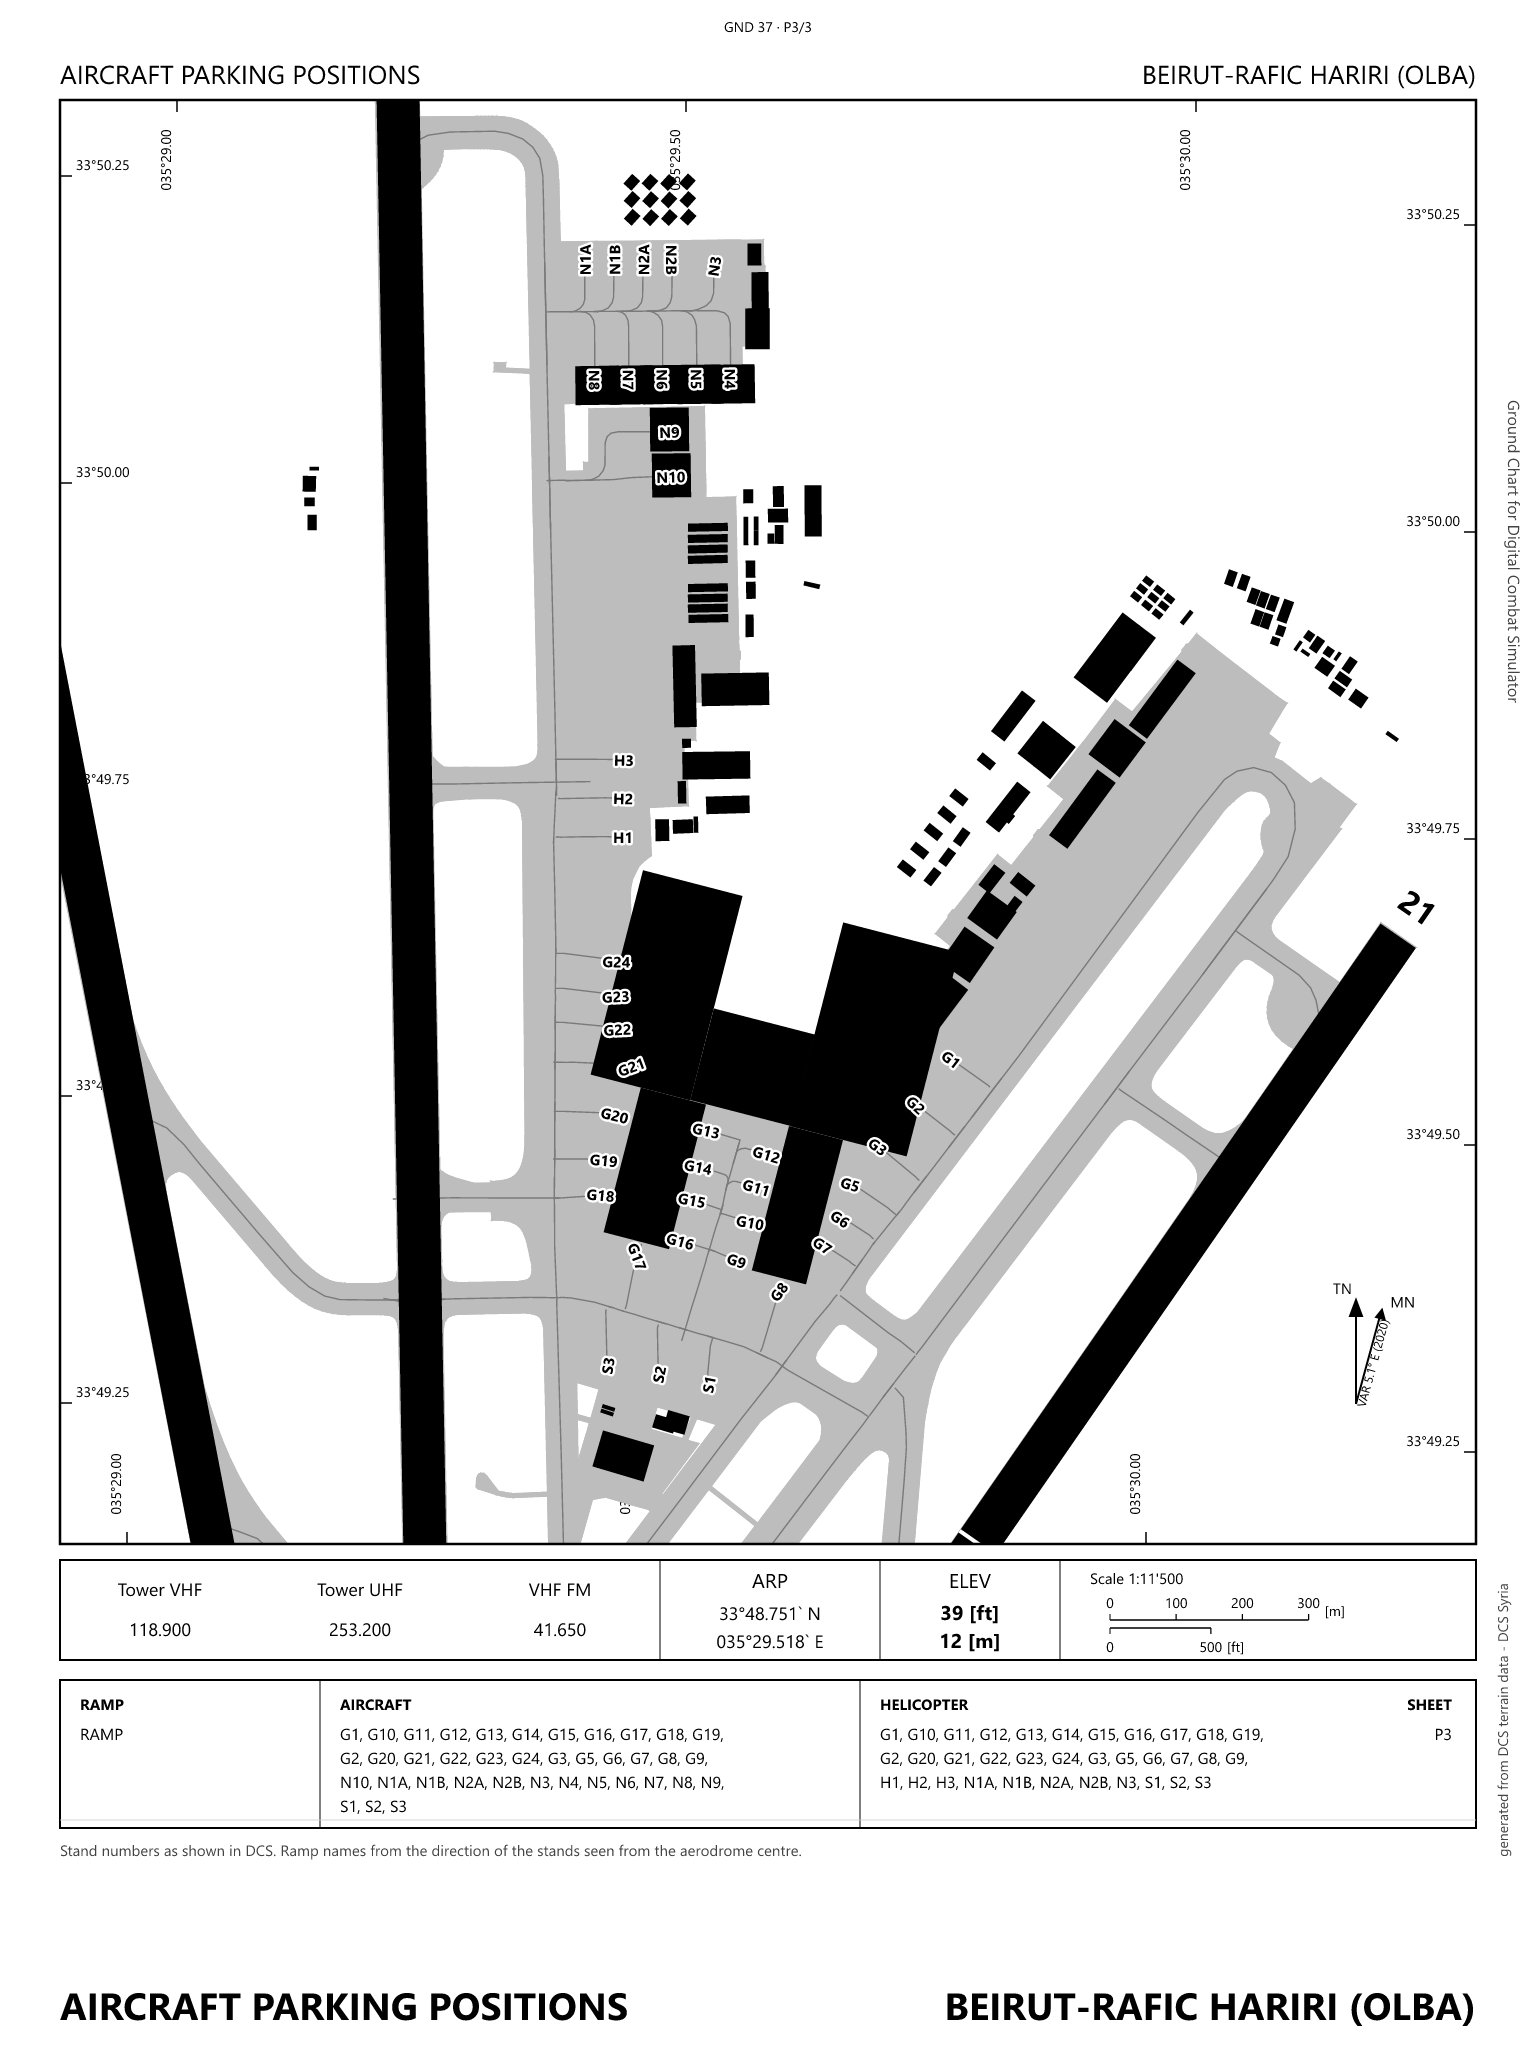 GND 37 · P3/3
AIRCRAFT PARKING POSITIONS
BEIRUT-RAFIC HARIRI (OLBA)
035°29.00
035°29.50
035°30.00
33°50.25
33°50.25
N1A
N1B
N2A
N2B
N3
N8
N7
N6
N5
N4
N9
N10
33°50.00
33°50.00
H3
H2
H1
33°49.75
21
G24
G23
G22
G21
G20
G19
G18
G17
G13
G14
G15
G16
G12
G11
G10
G9
G8
G1
G2
G3
G5
G6
G7
33°49.50
S3
S2
S1
TN
MN
VAR 5.1° E (2020)
33°49.25
33°49.25
035°29.00
035°30.00
Ground Chart for Digital Combat Simulator
Tower VHF
118.900
Tower UHF
253.200
VHF FM
41.650
ARP
33°48.751` N
035°29.518` E
ELEV
39 [ft]
12 [m]
Scale 1:11'500
0 100 200 300 [m]
0 500 [ft]
RAMP
RAMP
AIRCRAFT
G1, G10, G11, G12, G13, G14, G15, G16, G17, G18, G19,
G2, G20, G21, G22, G23, G24, G3, G5, G6, G7, G8, G9,
N10, N1A, N1B, N2A, N2B, N3, N4, N5, N6, N7, N8, N9,
S1, S2, S3
HELICOPTER
G1, G10, G11, G12, G13, G14, G15, G16, G17, G18, G19,
G2, G20, G21, G22, G23, G24, G3, G5, G6, G7, G8, G9,
H1, H2, H3, N1A, N1B, N2A, N2B, N3, S1, S2, S3
SHEET
P3
generated from DCS terrain data - DCS Syria
Stand numbers as shown in DCS. Ramp names from the direction of the stands seen from the aerodrome centre.
AIRCRAFT PARKING POSITIONS
BEIRUT-RAFIC HARIRI (OLBA)